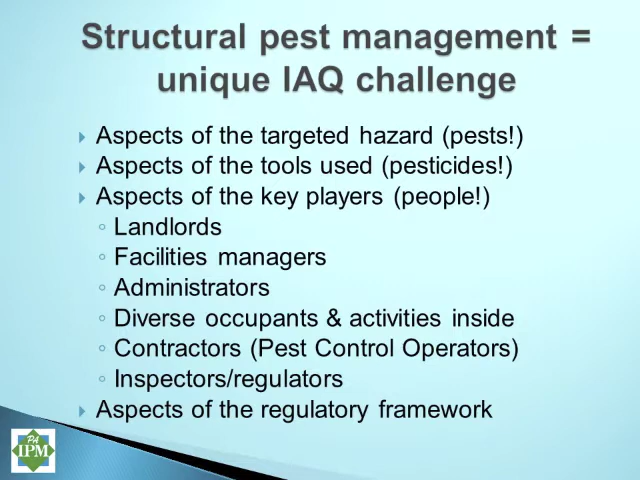 Structural pest management =
unique IAQ challenge
Aspects of the targeted hazard (pests!)
Aspects of the tools used (pesticides!)
Aspects of the key players (people!)
Landlords
Facilities managers
Administrators
Diverse occupants & activities inside
Contractors (Pest Control Operators)
Inspectors/regulators
Aspects of the regulatory framework
PA
IPM